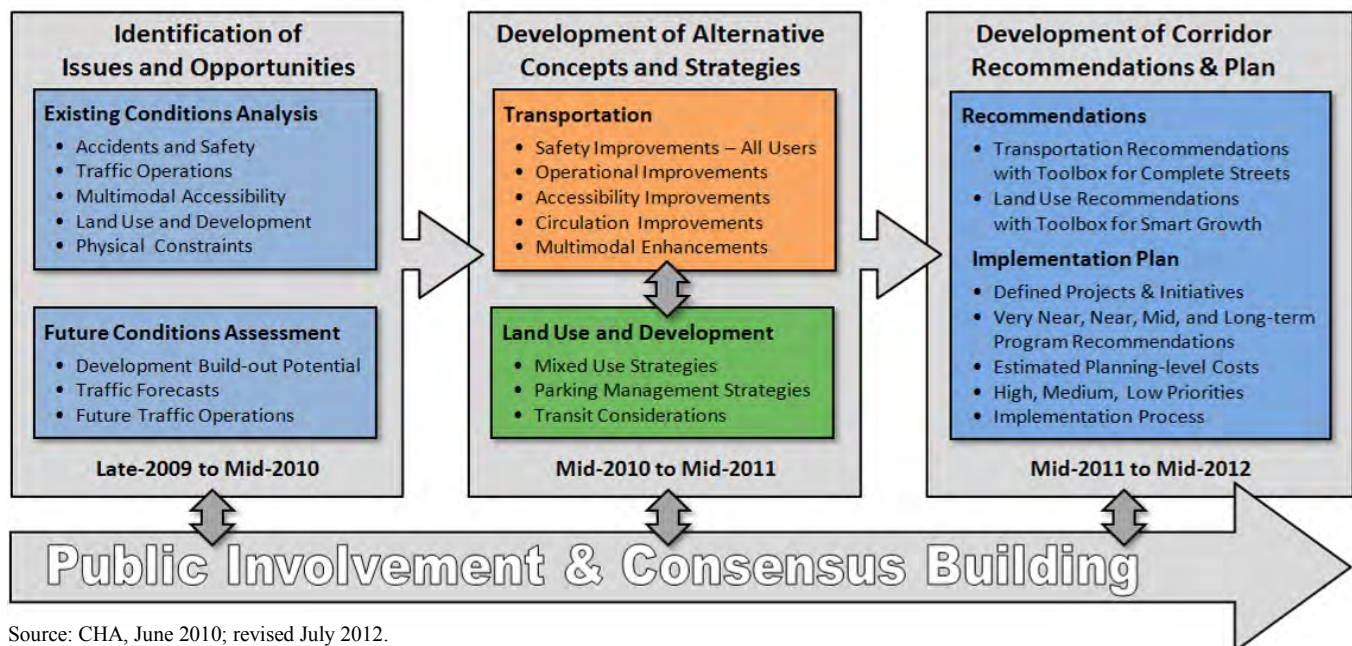 Identification of
Issues and Opportunities
Existing Conditions Analysis
• Accidents and Safety
• Traffic Operations
• Multimodal Accessibility
• Land Use and Development
• Physical Constraints
Future Conditions Assessment
• Development Build-out Potential
• Traffic Forecasts
• Future Traffic Operations
Late-2009 to Mid-2010
Development of Alternative
Concepts and Strategies
Transportation
• Safety Improvements – All Users
• Operational Improvements
• Accessibility Improvements
• Circulation Improvements
• Multimodal Enhancements
Land Use and Development
• Mixed Use Strategies
• Parking Management Strategies
• Transit Considerations
Mid-2010 to Mid-2011
Development of Corridor
Recommendations & Plan
Recommendations
• Transportation Recommendations
with Toolbox for Complete Streets
• Land Use Recommendations
with Toolbox for Smart Growth
Implementation Plan
• Defined Projects & Initiatives
• Very Near, Near, Mid, and Long-term
Program Recommendations
• Estimated Planning-level Costs
• High, Medium, Low Priorities
• Implementation Process
Mid-2011 to Mid-2012
Public Involvement & Consensus Building
Source: CHA, June 2010; revised July 2012.